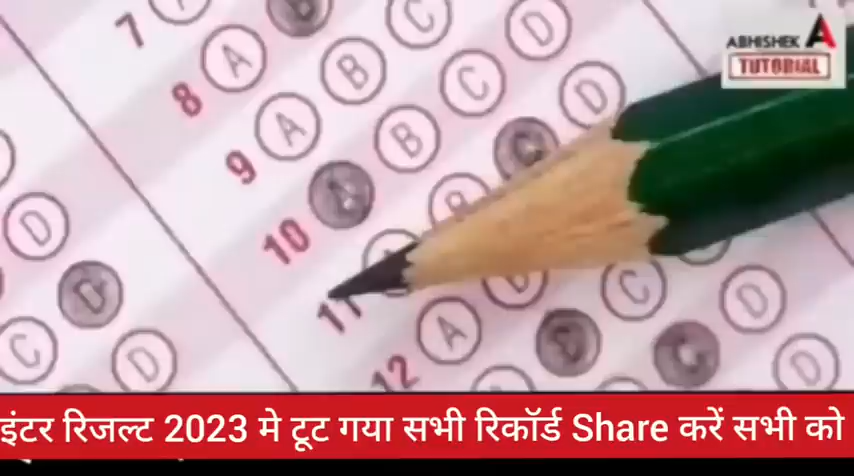 ABHISHEK A
TUTORIAL
7
8 A B C D
9 A B C D
10
11
12 A
D
C D
C D
D
इंटर रिजल्ट 2023 मे टूट गया सभी रिकॉर्ड Share करें सभी को